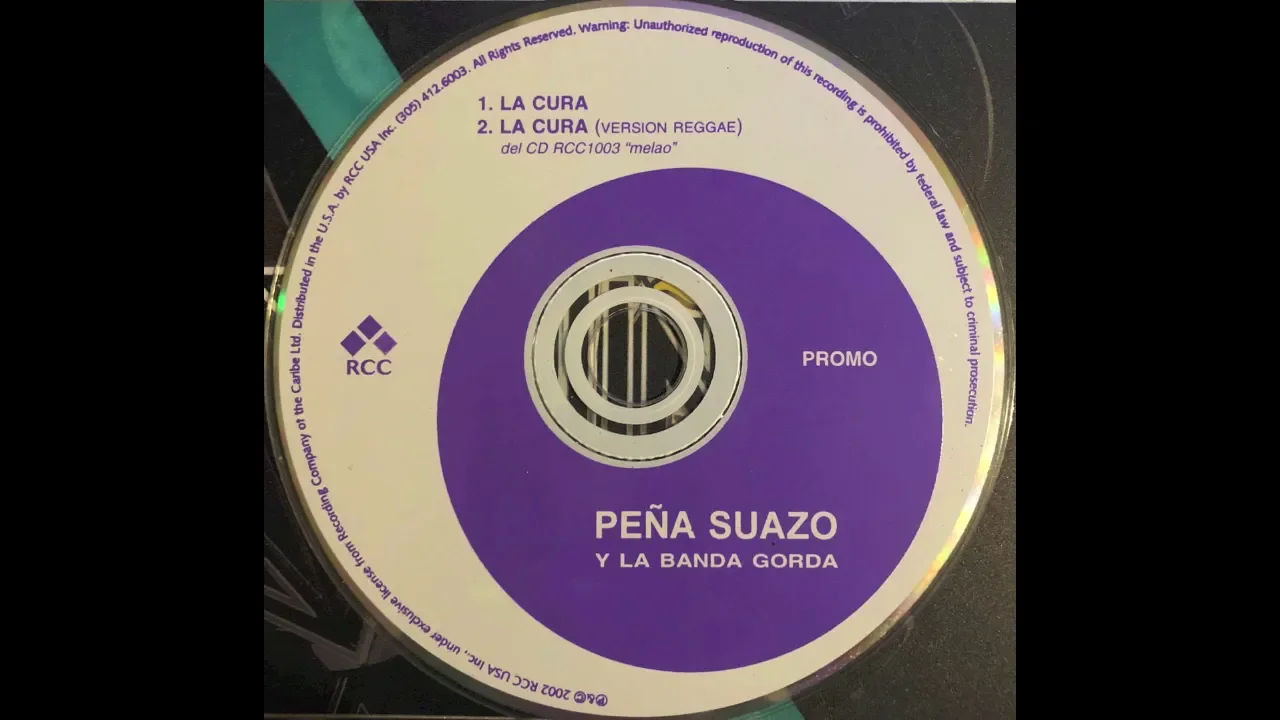 1. LA CURA
2. LA CURA (VERSION REGGAE)
del CD RCC1003 "melao"
RCC
PROMO
PEÑA SUAZO
Y LA BANDA GORDA
℗&© 2002 RCC USA Inc., under exclusive license from Recording Company of the Caribe Ltd. Distributed in the U.S.A. by RCC USA Inc. (305) 412.6003. All Rights Reserved. Warning: Unauthorized reproduction of this recording is prohibited by federal law and subject to criminal prosecution.